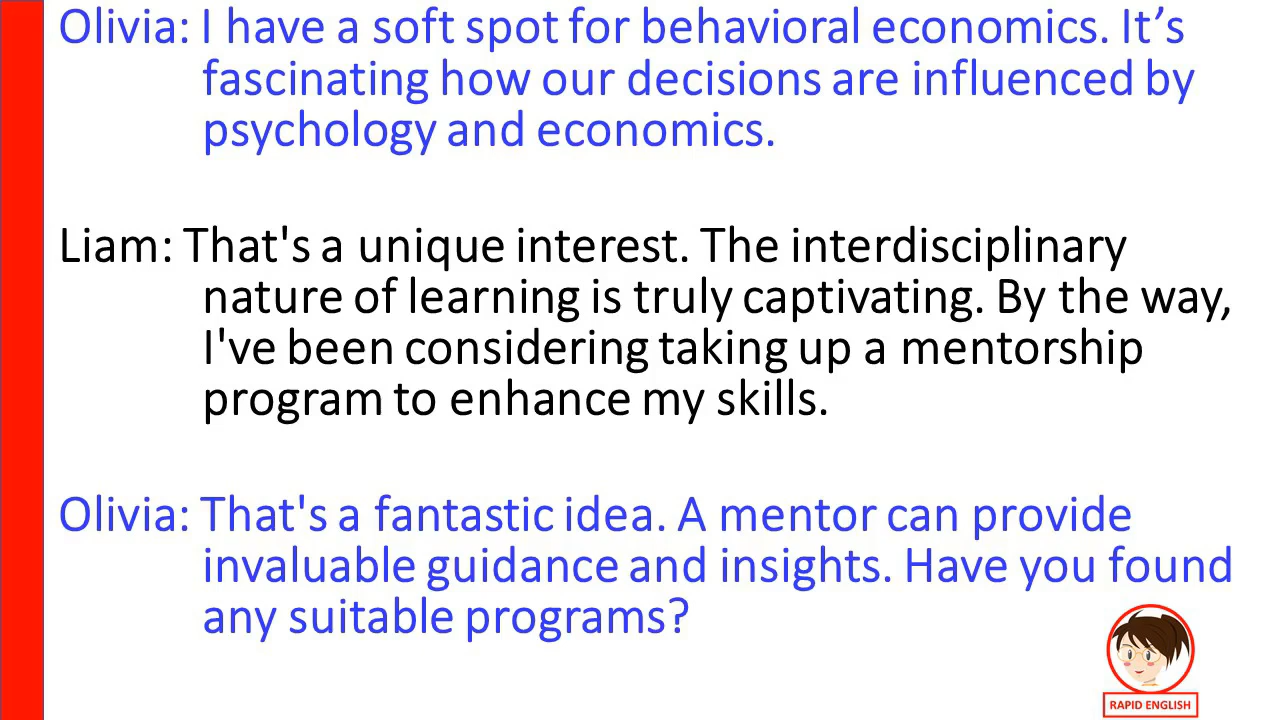 Olivia: I have a soft spot for behavioral economics. It’s
fascinating how our decisions are influenced by
psychology and economics.
Liam: That's a unique interest. The interdisciplinary
nature of learning is truly captivating. By the way,
I've been considering taking up a mentorship
program to enhance my skills.
Olivia: That's a fantastic idea. A mentor can provide
invaluable guidance and insights. Have you found
any suitable programs?
RAPID ENGLISH